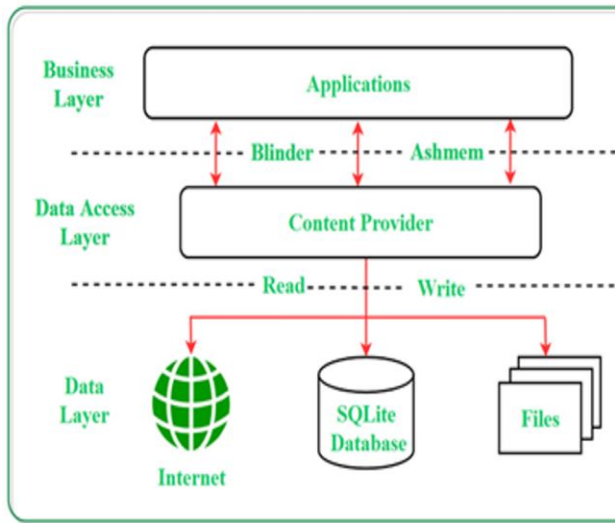 Business
Layer
Applications
Blinder
Ashmem
Data Access
Layer
Content Provider
Read
Write
Data
Layer
Internet
SQLite
Database
Files